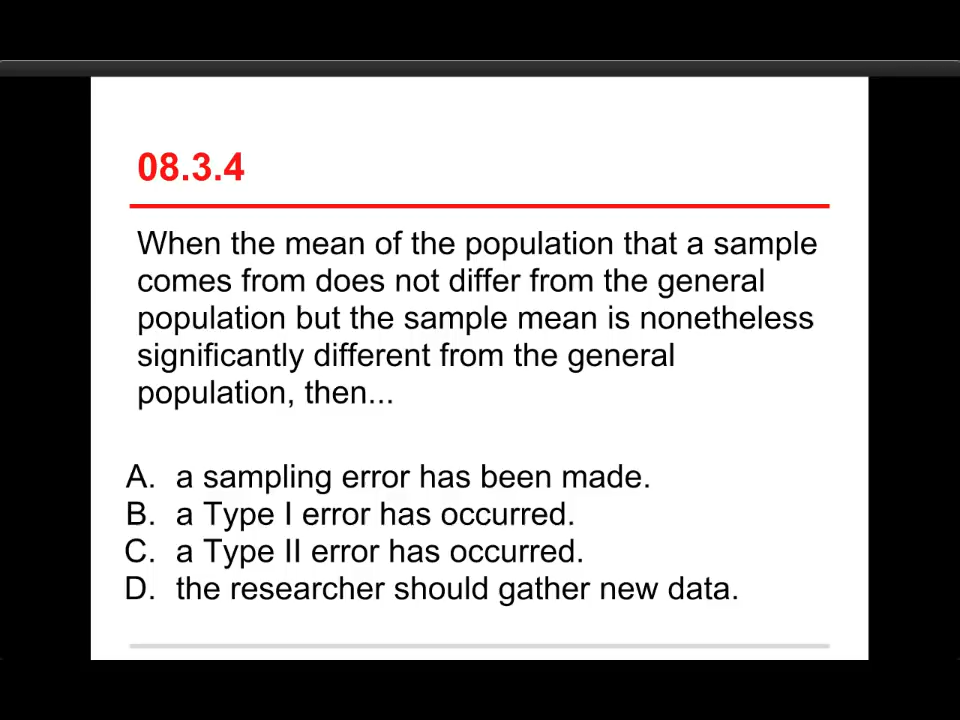 08.3.4
When the mean of the population that a sample
comes from does not differ from the general
population but the sample mean is nonetheless
significantly different from the general
population, then...
A. a sampling error has been made.
B. a Type I error has occurred.
C. a Type II error has occurred.
D. the researcher should gather new data.